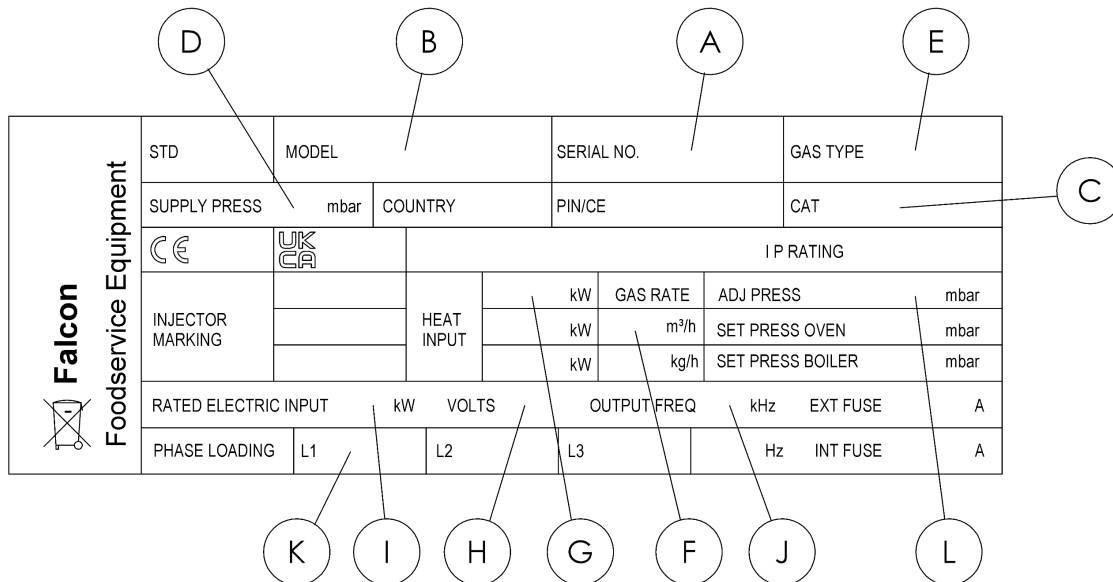 D
B
A
E
C
Falcon
Foodservice Equipment
STD
MODEL
SERIAL NO.
GAS TYPE
SUPPLY PRESS mbar
COUNTRY
PIN/CE
CAT
CE
UK
CA
I P RATING
INJECTOR
MARKING
HEAT
INPUT
kW
GAS RATE
ADJ PRESS mbar
kW
m³/h
SET PRESS OVEN mbar
kW
kg/h
SET PRESS BOILER mbar
RATED ELECTRIC INPUT kW VOLTS OUTPUT FREQ kHz EXT FUSE A
PHASE LOADING L1 L2 L3 Hz INT FUSE A
K
I
H
G
F
J
L